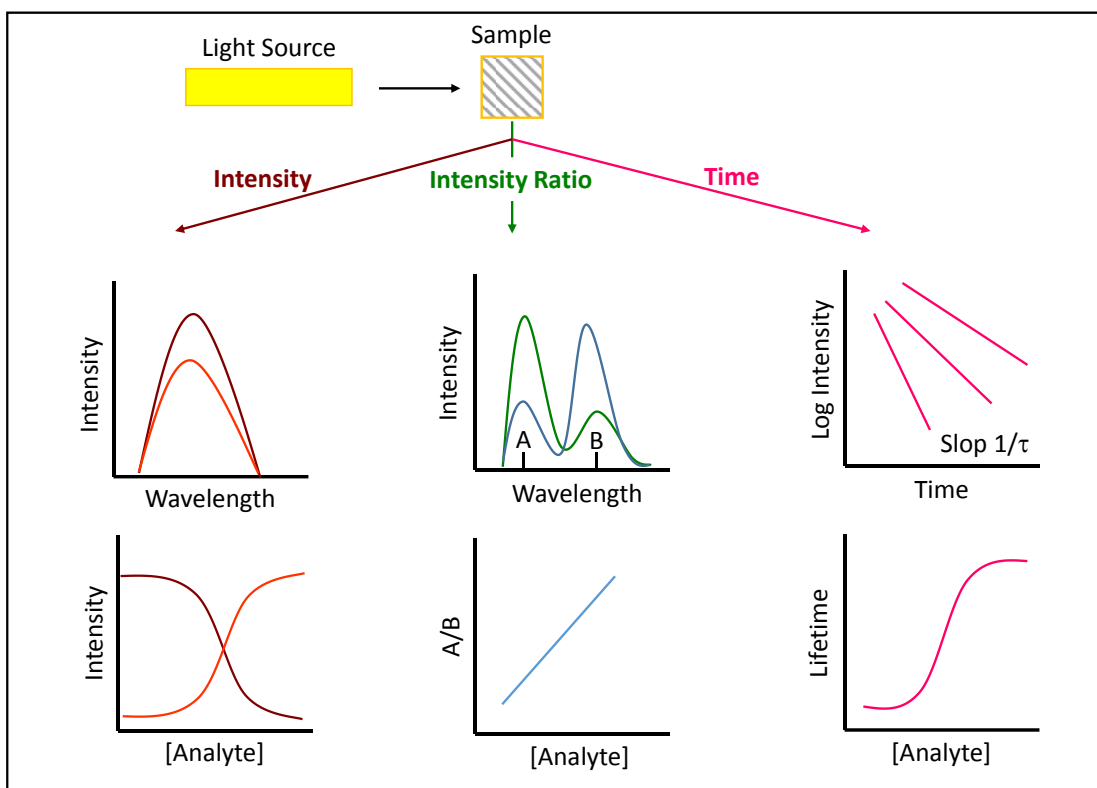 Light Source
Sample
Intensity
Intensity Ratio
Time
Intensity
Wavelength
Intensity
A
B
Wavelength
Log Intensity
Slop 1/τ
Time
Intensity
[Analyte]
A/B
[Analyte]
Lifetime
[Analyte]